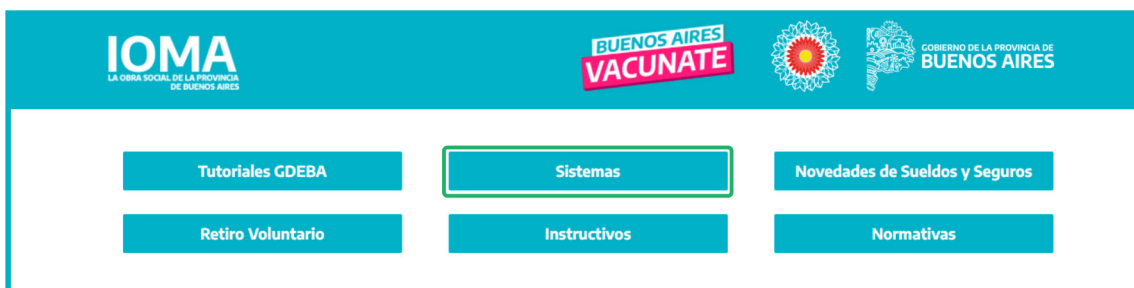 IOMA
LA OBRA SOCIAL DE LA PROVINCIA
DE BUENOS AIRES
BUENOS AIRES
VACUNATE
GOBIERNO DE LA PROVINCIA DE
BUENOS AIRES
Tutoriales GDEBA
Sistemas
Novedades de Sueldos y Seguros
Retiro Voluntario
Instructivos
Normativas